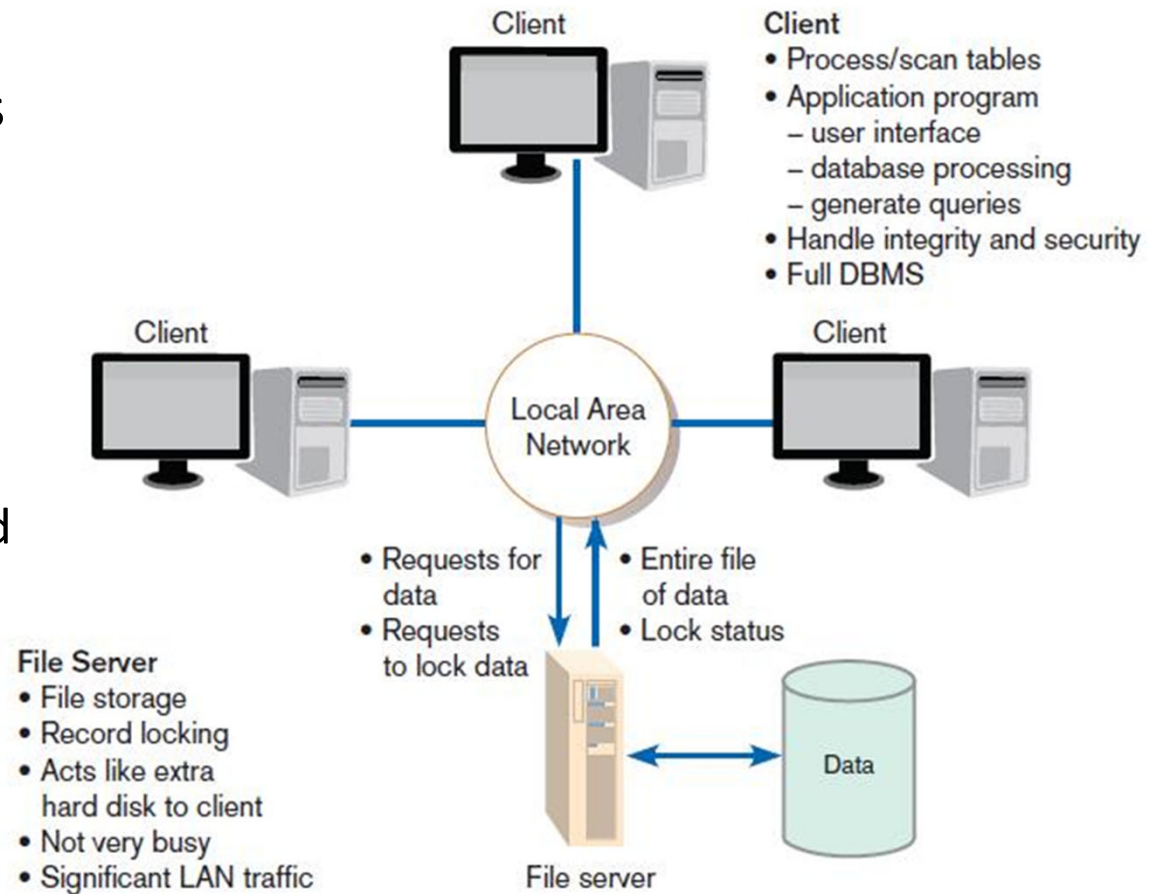 Client
Client
• Process/scan tables
• Application program
– user interface
– database processing
– generate queries
• Handle integrity and security
• Full DBMS
s
Client
Client
Local Area
Network
d
• Requests for
data
• Requests
to lock data
• Entire file
of data
• Lock status
File Server
• File storage
• Record locking
• Acts like extra
hard disk to client
• Not very busy
• Significant LAN traffic
Data
File server